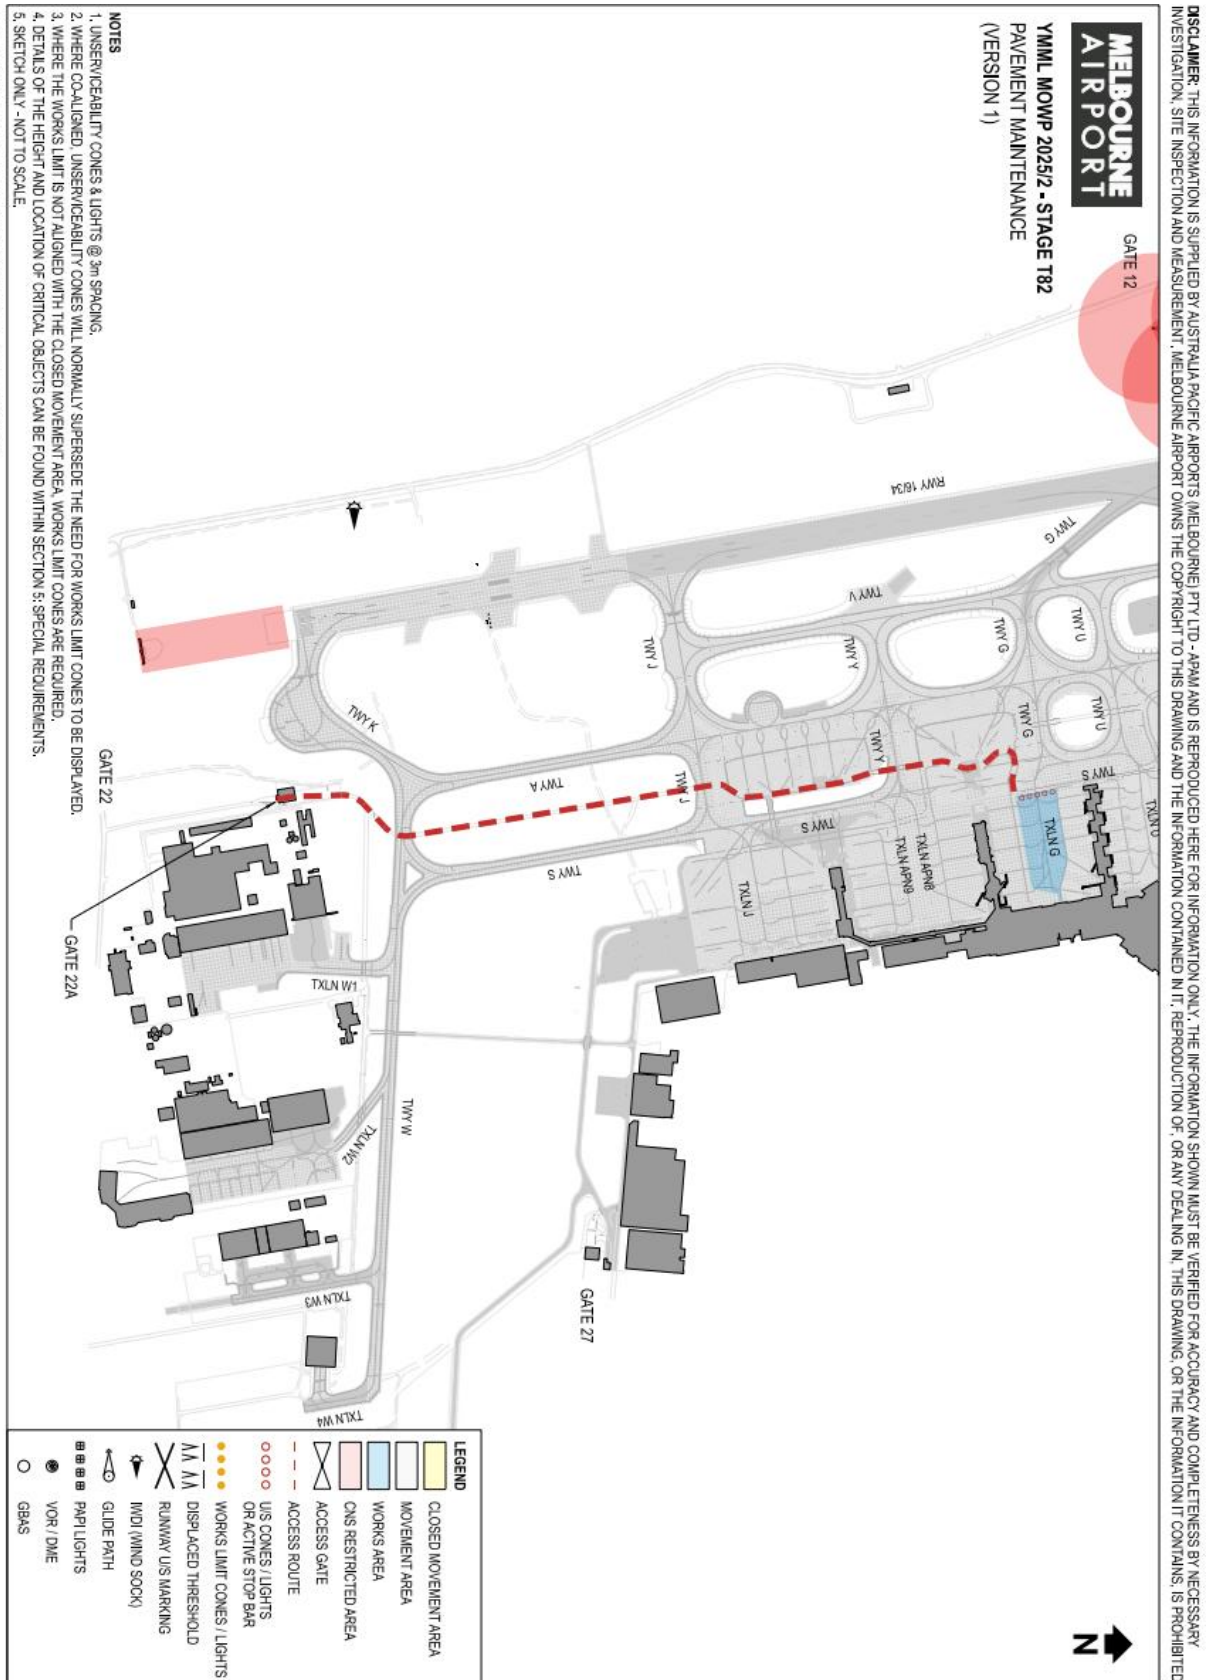 DISCLAIMER: THIS INFORMATION IS SUPPLIED BY AUSTRALIA PACIFIC AIRPORTS (MELBOURNE) PTY LTD - APAM AND IS REPRODUCED HERE FOR INFORMATION ONLY. THE INFORMATION SHOWN MUST BE VERIFIED FOR ACCURACY AND COMPLETENESS BY NECESSARY
INVESTIGATION, SITE INSPECTION AND MEASUREMENT. MELBOURNE AIRPORT OWNS THE COPYRIGHT TO THIS DRAWING AND THE INFORMATION CONTAINED IN IT. REPRODUCTION OF, OR ANY DEALING IN, THIS DRAWING, OR THE INFORMATION IT CONTAINS, IS PROHIBITED
MELBOURNE
AIRPORT
YMML MOWP 2025/2 - STAGE T82
PAVEMENT MAINTENANCE
(VERSION 1)
GATE 12
RWY 16/34
TWY G
TWY V
TWY U
TWY G
TWY Y
TWY J
TWY U
TWY G
TWY Y
TWY K
TWY A
TWY J
TWY S
TXLN U
TXLN G
TWY S
TXLN APN8
TXLN APN9
TXLN J
TWY S
GATE 22
GATE 22A
TXLN W1
TWY W
TXLN W2
TXLN W3
TXLN W4
GATE 27
N
NOTES
1. UNSERVICEABILITY CONES & LIGHTS @ 3m SPACING.
2. WHERE CO-ALIGNED, UNSERVICEABILITY CONES WILL NORMALLY SUPERSEDE THE NEED FOR WORKS LIMIT CONES TO BE DISPLAYED.
3. WHERE THE WORKS LIMIT IS NOT ALIGNED WITH THE CLOSED MOVEMENT AREA, WORKS LIMIT CONES ARE REQUIRED.
4. DETAILS OF THE HEIGHT AND LOCATION OF CRITICAL OBJECTS CAN BE FOUND WITHIN SECTION 5: SPECIAL REQUIREMENTS.
5. SKETCH ONLY - NOT TO SCALE.
LEGEND
CLOSED MOVEMENT AREA
MOVEMENT AREA
WORKS AREA
CNS RESTRICTED AREA
ACCESS GATE
ACCESS ROUTE
U/S CONES / LIGHTS
OR ACTIVE STOP BAR
WORKS LIMIT CONES / LIGHTS
DISPLACED THRESHOLD
RUNWAY U/S MARKING
IWDI (WIND SOCK)
GLIDE PATH
PAPI LIGHTS
VOR / DME
GBAS